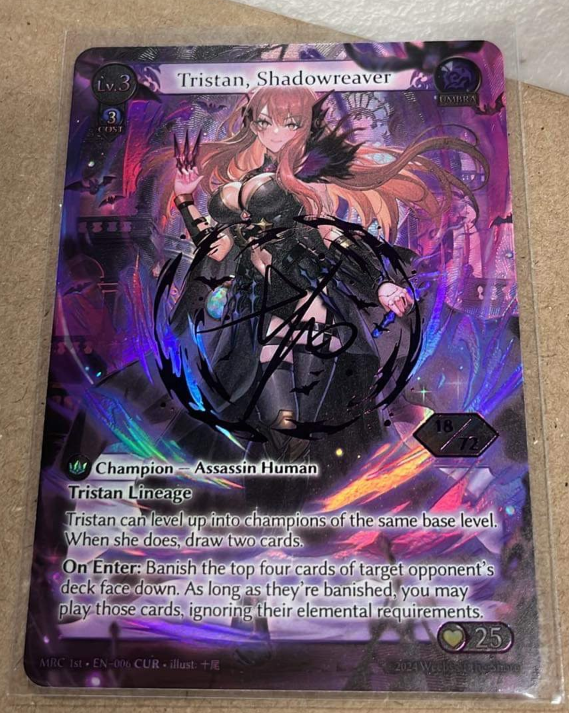 Lv.3
Tristan, Shadowreaver
UMBRA
3
COST
18
72
Champion — Assassin Human
Tristan Lineage
Tristan can level up into champions of the same base level.
When she does, draw two cards.
On Enter: Banish the top four cards of target opponent's
deck face down. As long as they're banished, you may
play those cards, ignoring their elemental requirements.
25
MRC 1st • EN-006 CUR • illust: 十尾